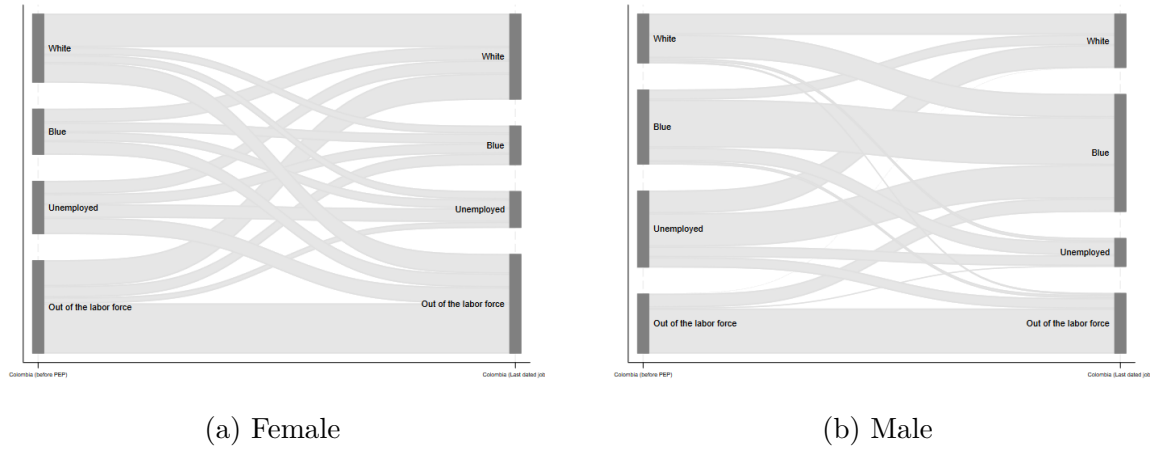 White
Blue
Unemployed
Out of the labor force
White
Blue
Unemployed
Out of the labor force
Colombia (before PEP)
Colombia (Last dated job
(a) Female
White
Blue
Unemployed
Out of the labor force
White
Blue
Unemployed
Out of the labor force
Colombia (before PEP)
Colombia (Last dated job
(b) Male